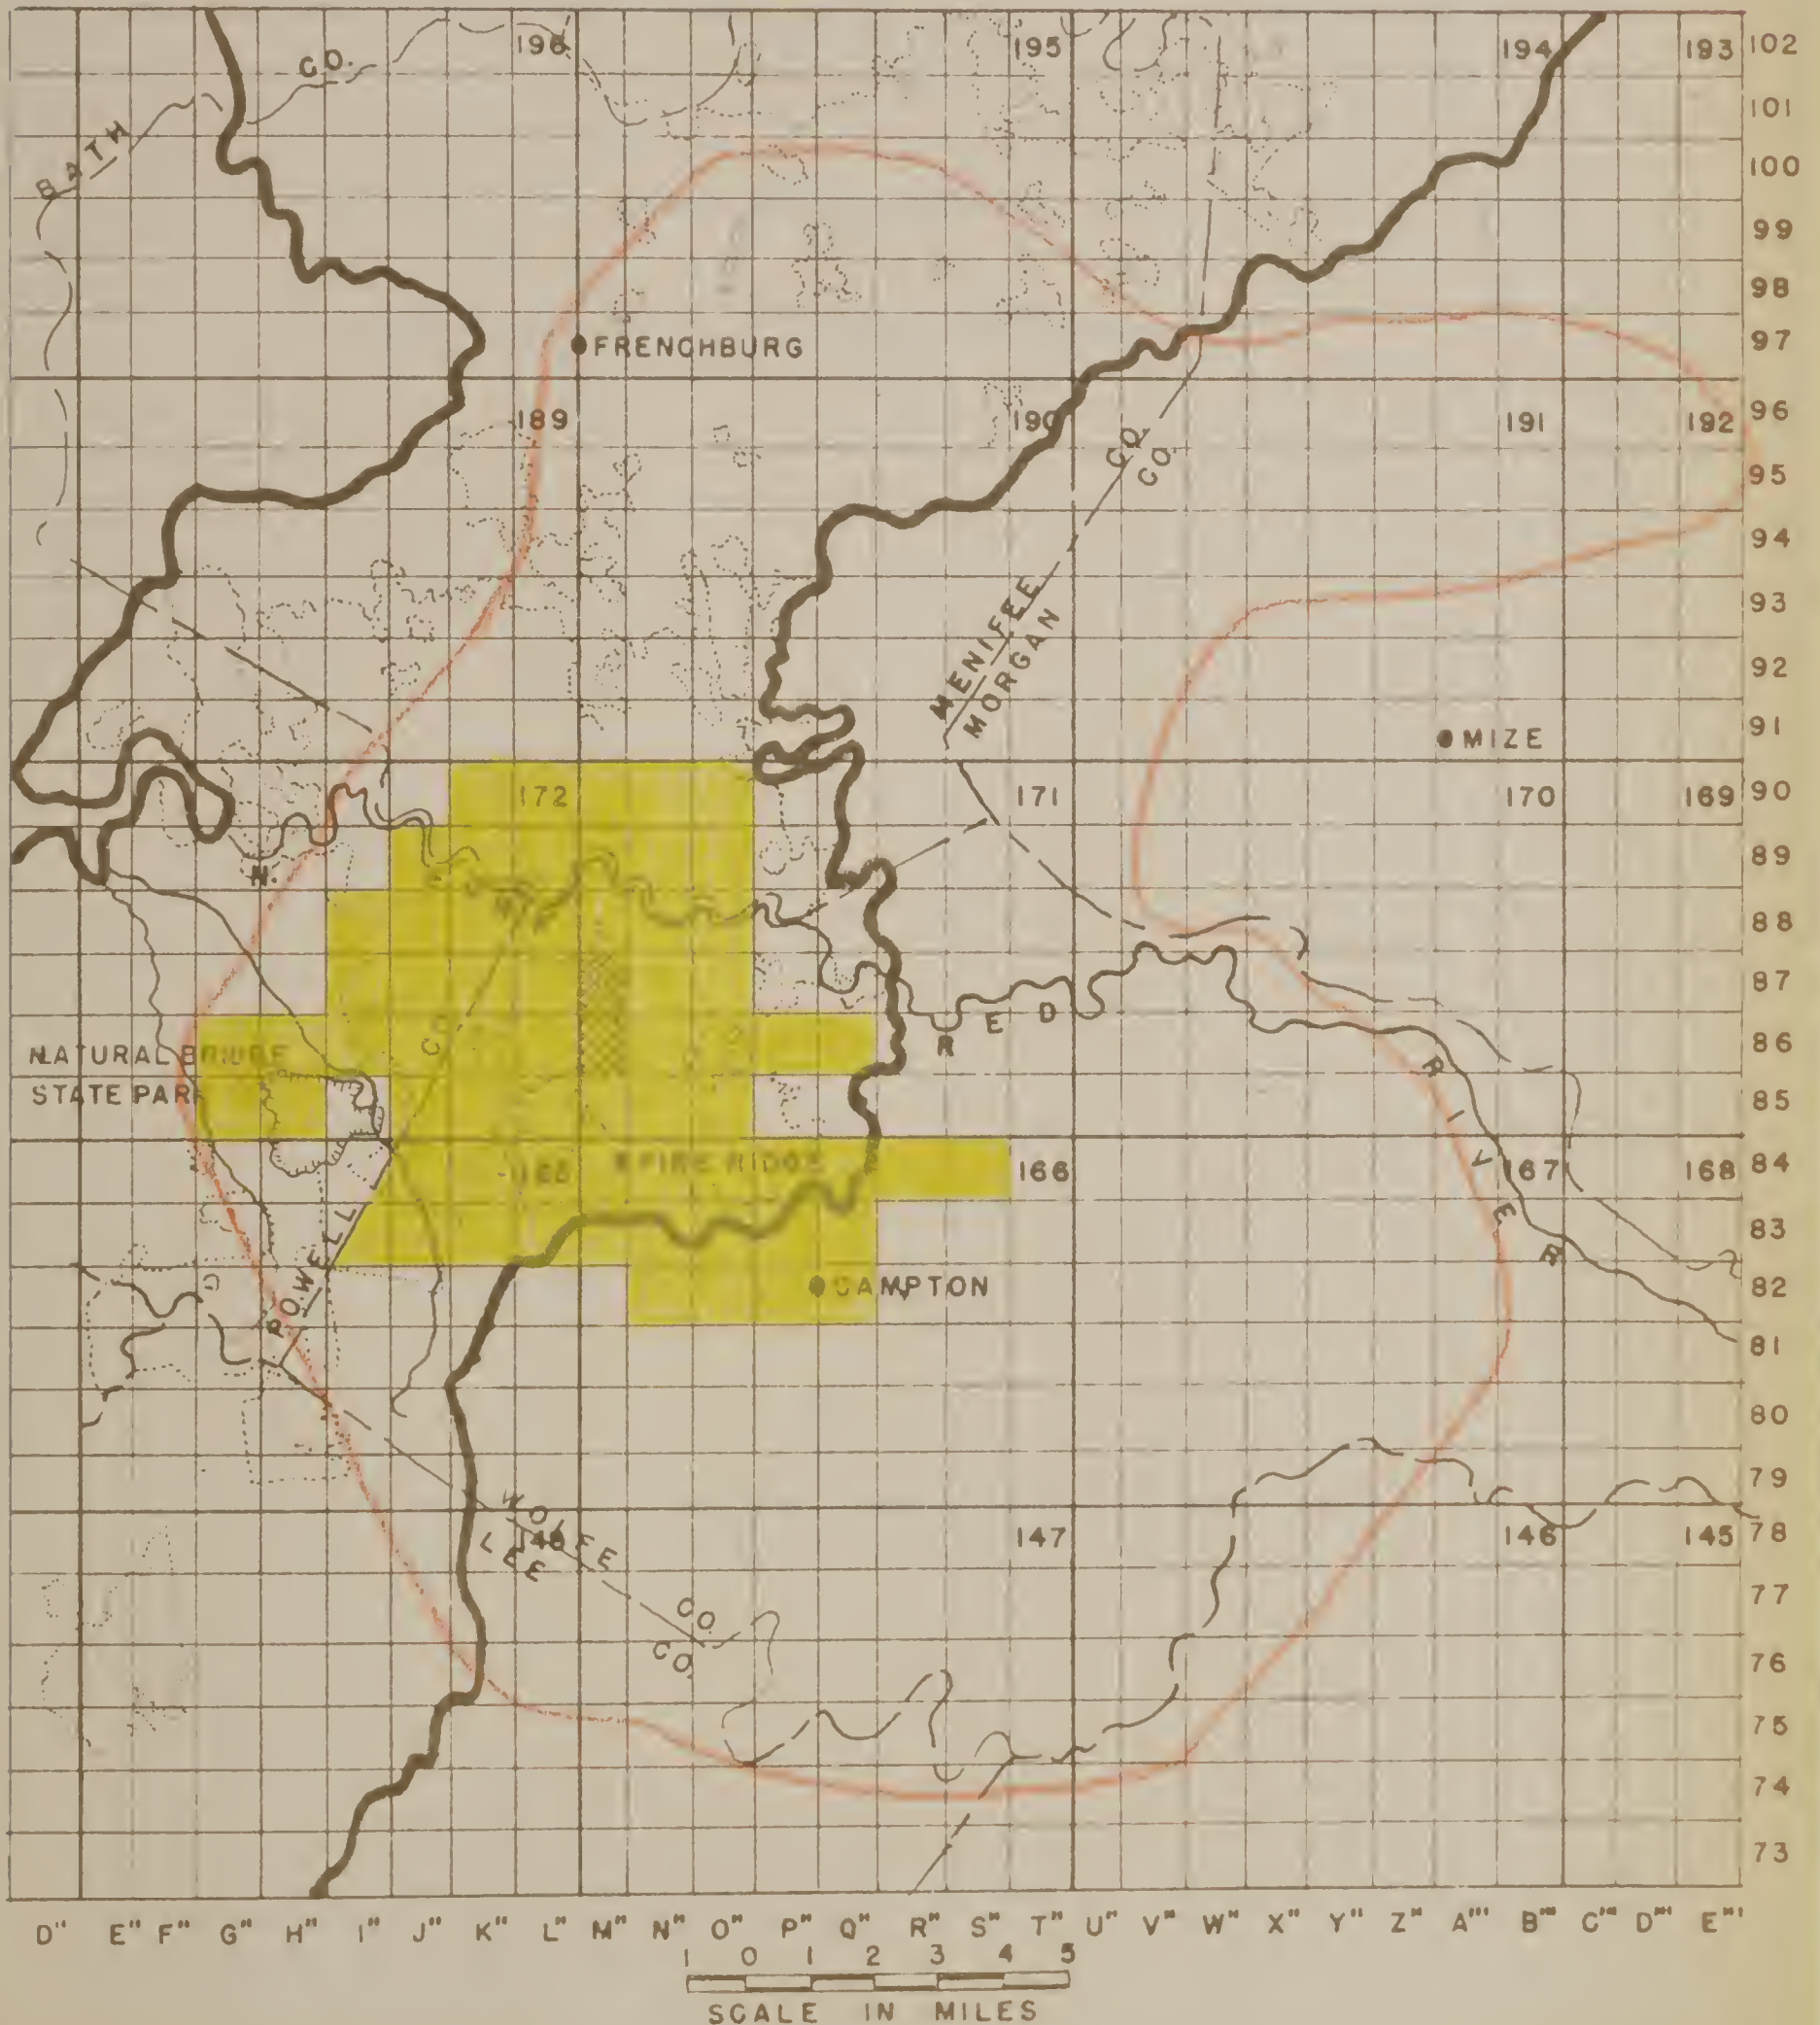 196 195 194 193 102
CO.
101
BATH
100
99
98
FRENCHBURG
97
189 190 191 192 96
CO.
CO.
95
94
93
MENIFEE
MORGAN
92
91
MIZE
172 171 170 169 90
89
N.
88
87
RED
86
NATURAL BRIDGE
STATE PARK
CO.
RIVER
85
PINE RIDGE
166 167 168 84
83
POWELL
CAMPTON
82
81
80
79
WOLFE
LEE
148 147 146 145 78
77
CO.
CO.
76
75
74
73
D" E" F" G" H" I" J" K" L" M" N" O" P" Q" R" S" T" U" V" W" X" Y" Z" A"' B"' C"' D"' E"'
1 0 1 2 3 4 5
SCALE IN MILES